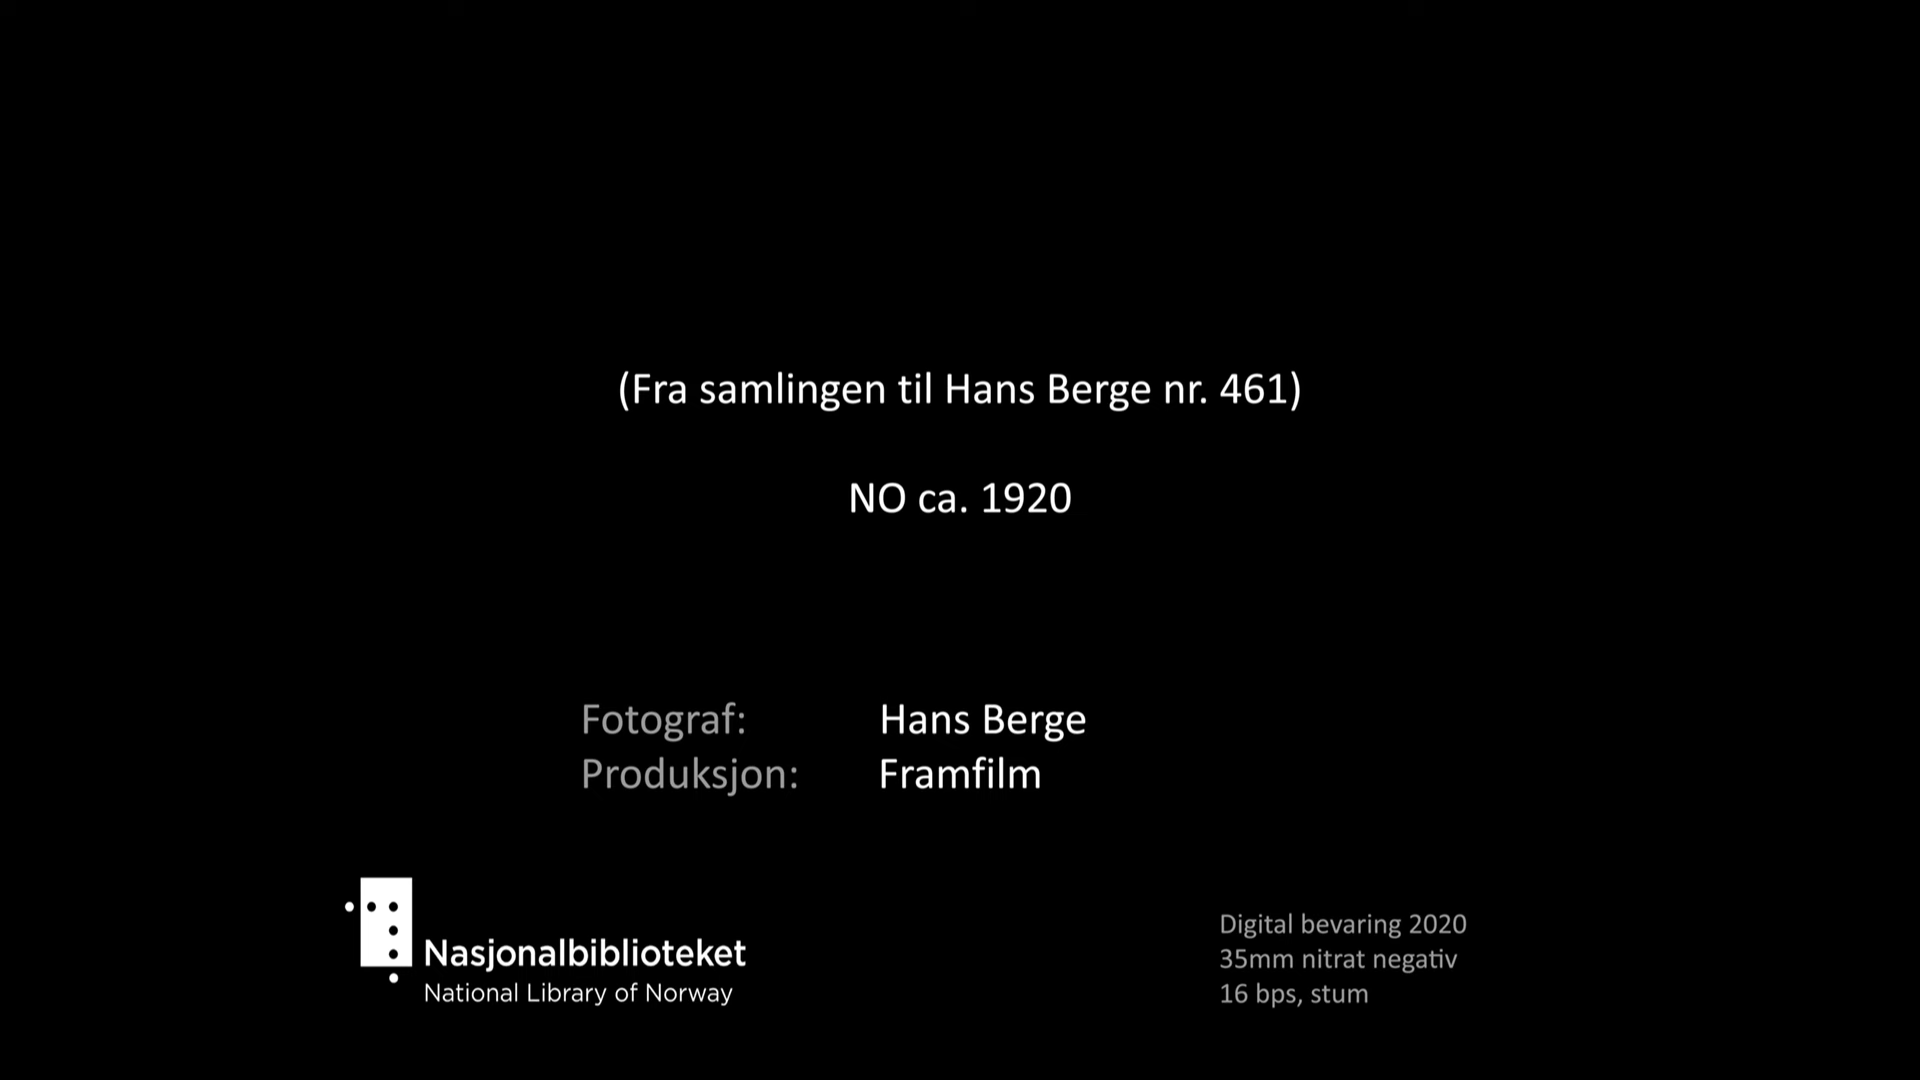 (Fra samlingen til Hans Berge nr. 461)
NO ca. 1920
Fotograf: Hans Berge
Produksjon: Framfilm
Nasjonalbiblioteket
National Library of Norway
Digital bevaring 2020
35mm nitrat negativ
16 bps, stum